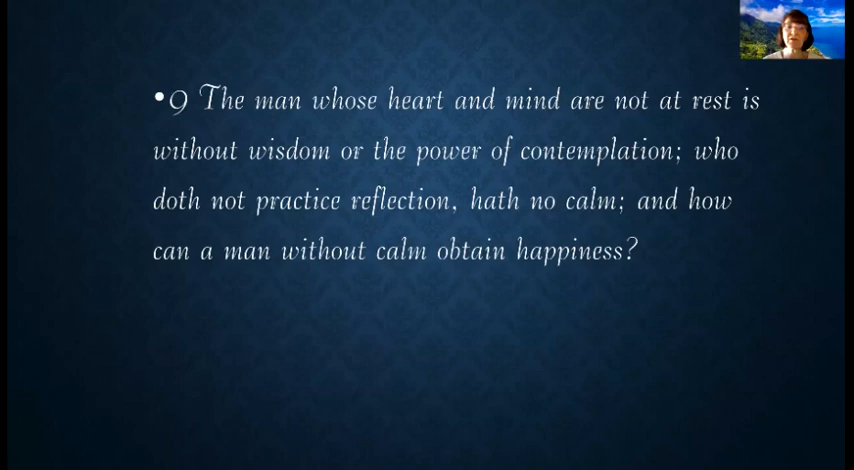 •9 The man whose heart and mind are not at rest is
without wisdom or the power of contemplation; who
doth not practice reflection, hath no calm; and how
can a man without calm obtain happiness?